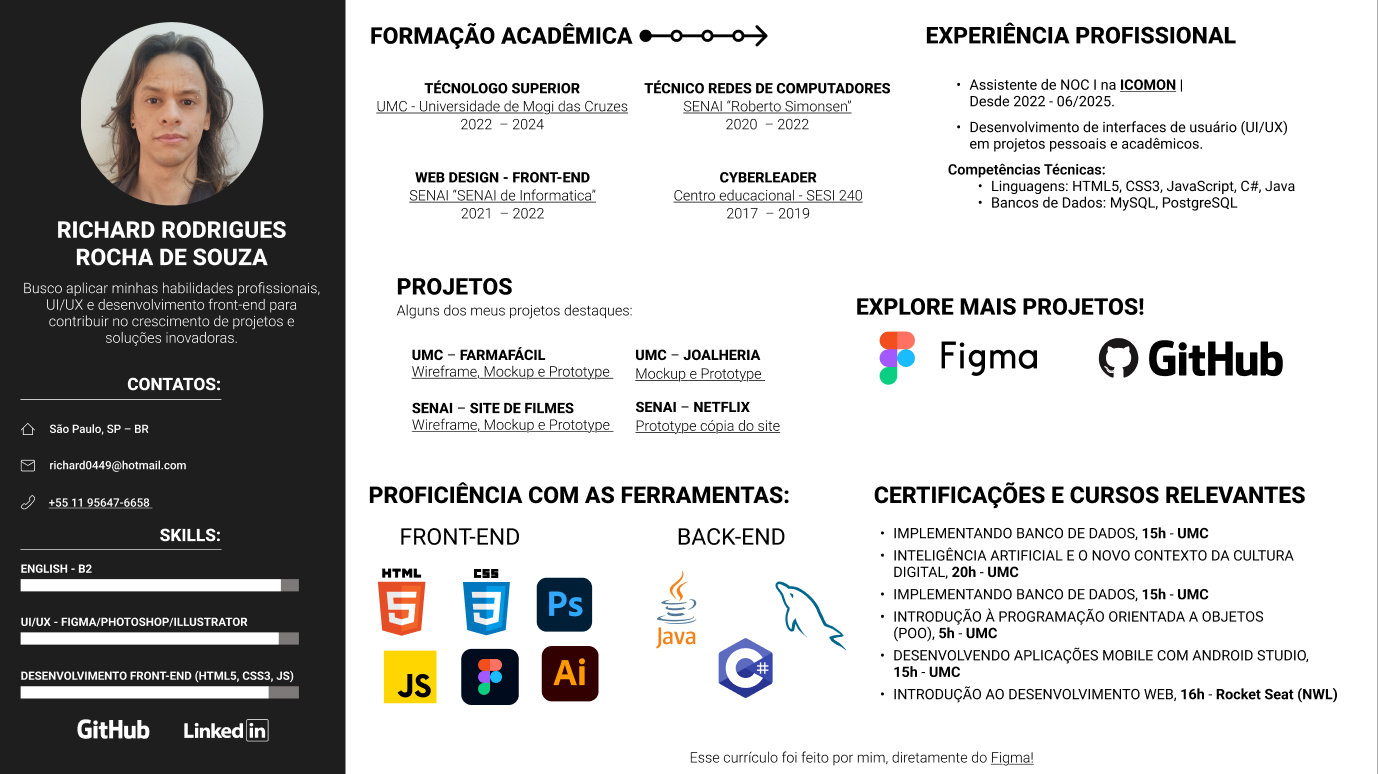 RICHARD RODRIGUES
ROCHA DE SOUZA
Busco aplicar minhas habilidades profissionais,
UI/UX e desenvolvimento front-end para
contribuir no crescimento de projetos e
soluções inovadoras.
CONTATOS:
São Paulo, SP – BR
richard0449@hotmail.com
+55 11 95647-6658
SKILLS:
ENGLISH - B2
UI/UX - FIGMA/PHOTOSHOP/ILLUSTRATOR
DESENVOLVIMENTO FRONT-END (HTML5, CSS3, JS)
GitHub
Linked in
FORMAÇÃO ACADÊMICA
TÉCNOLOGO SUPERIOR
UMC - Universidade de Mogi das Cruzes
2022 – 2024
TÉCNICO REDES DE COMPUTADORES
SENAI “Roberto Simonsen”
2020 – 2022
WEB DESIGN - FRONT-END
SENAI “SENAI de Informatica”
2021 – 2022
CYBERLEADER
Centro educacional - SESI 240
2017 – 2019
EXPERIÊNCIA PROFISSIONAL
• Assistente de NOC I na ICOMON |
Desde 2022 - 06/2025.
• Desenvolvimento de interfaces de usuário (UI/UX)
em projetos pessoais e acadêmicos.
Competências Técnicas:
• Linguagens: HTML5, CSS3, JavaScript, C#, Java
• Bancos de Dados: MySQL, PostgreSQL
PROJETOS
Alguns dos meus projetos destaques:
UMC – FARMAFÁCIL
Wireframe, Mockup e Prototype
UMC – JOALHERIA
Mockup e Prototype
SENAI – SITE DE FILMES
Wireframe, Mockup e Prototype
SENAI – NETFLIX
Prototype cópia do site
EXPLORE MAIS PROJETOS!
Figma
GitHub
PROFICIÊNCIA COM AS FERRAMENTAS:
FRONT-END
HTML
5
CSS
3
Ps
JS
Ai
BACK-END
Java
C#
CERTIFICAÇÕES E CURSOS RELEVANTES
• IMPLEMENTANDO BANCO DE DADOS, 15h - UMC
• INTELIGÊNCIA ARTIFICIAL E O NOVO CONTEXTO DA CULTURA
DIGITAL, 20h - UMC
• IMPLEMENTANDO BANCO DE DADOS, 15h - UMC
• INTRODUÇÃO À PROGRAMAÇÃO ORIENTADA A OBJETOS
(POO), 5h - UMC
• DESENVOLVENDO APLICAÇÕES MOBILE COM ANDROID STUDIO,
15h - UMC
• INTRODUÇÃO AO DESENVOLVIMENTO WEB, 16h - Rocket Seat (NWL)
Esse currículo foi feito por mim, diretamente do Figma!